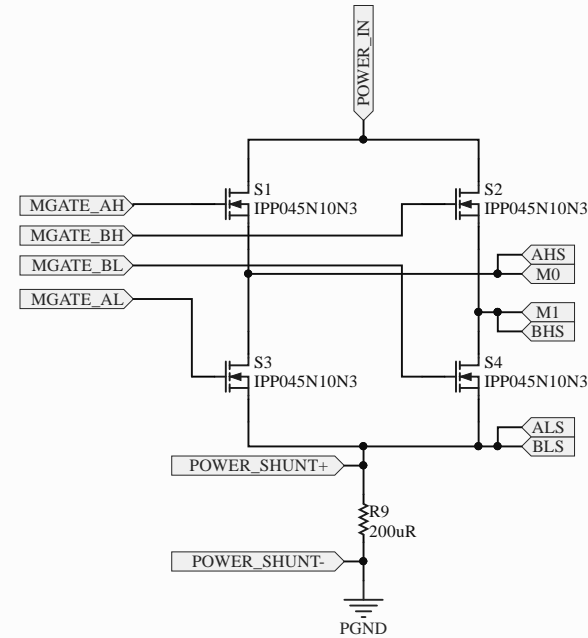 POWER_IN
S1
IPP045N10N3
S2
IPP045N10N3
MGATE_AH
MGATE_BH
MGATE_BL
MGATE_AL
AHS
M0
M1
BHS
S3
IPP045N10N3
S4
IPP045N10N3
ALS
BLS
POWER_SHUNT+
R9
200uR
POWER_SHUNT-
PGND